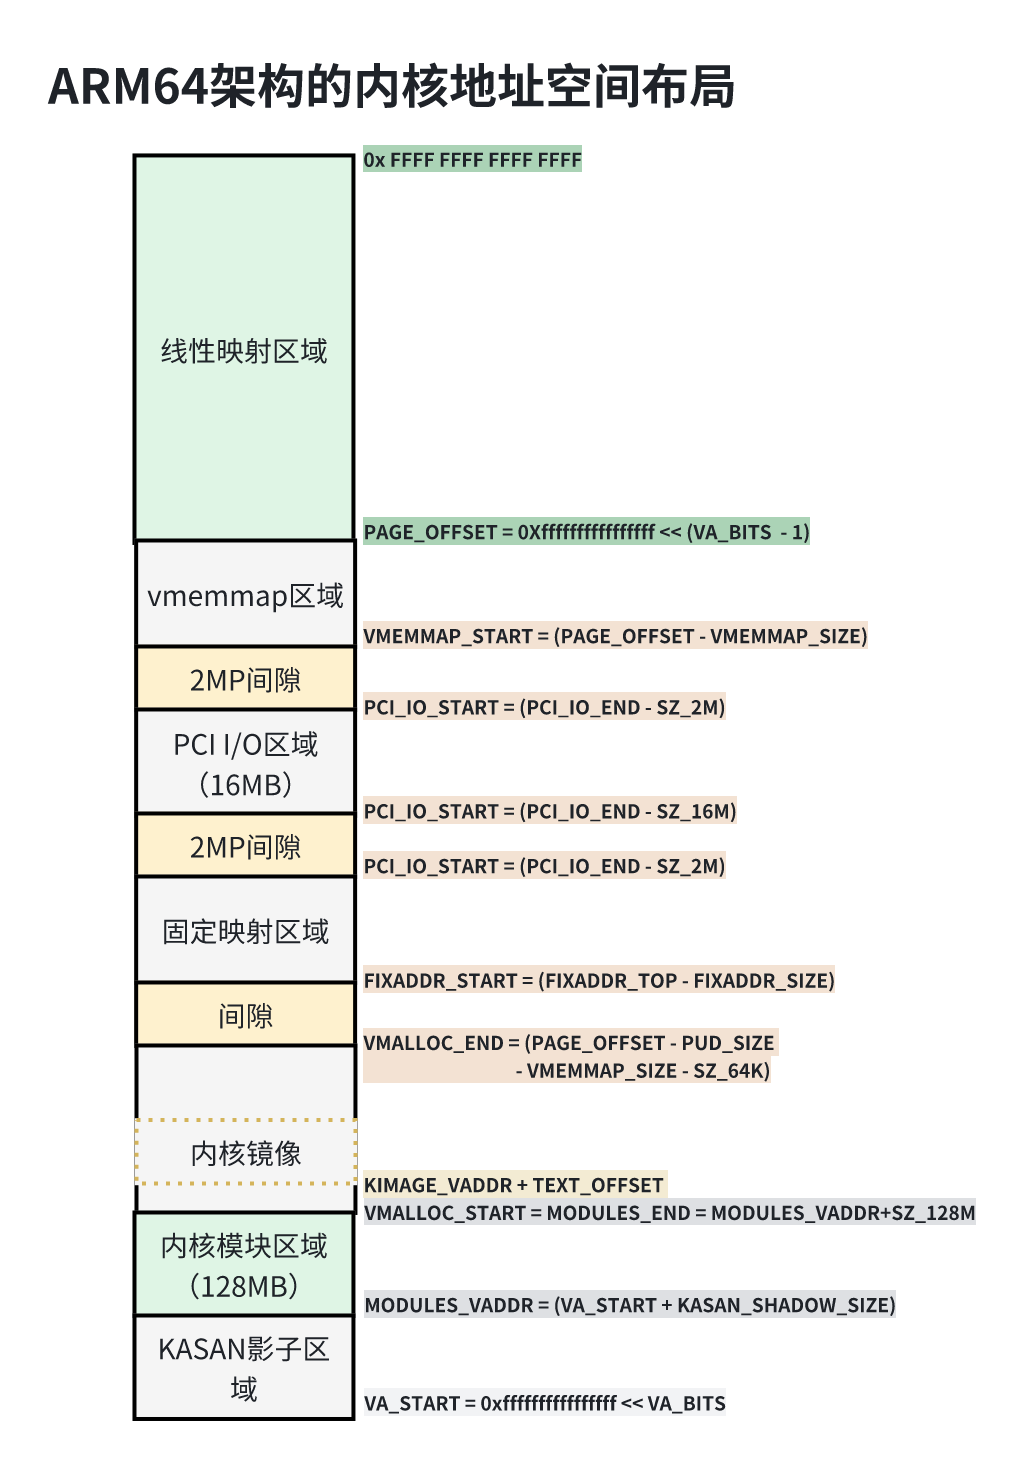 ARM64架构的内核地址空间布局
0x FFFF FFFF FFFF FFFF
线性映射区域
PAGE_OFFSET = 0Xffffffffffffffff << (VA_BITS - 1)
vmemmap区域
VMEMMAP_START = (PAGE_OFFSET - VMEMMAP_SIZE)
2MP间隙
PCI_IO_START = (PCI_IO_END - SZ_2M)
PCI I/O区域
（16MB）
PCI_IO_START = (PCI_IO_END - SZ_16M)
2MP间隙
PCI_IO_START = (PCI_IO_END - SZ_2M)
固定映射区域
FIXADDR_START = (FIXADDR_TOP - FIXADDR_SIZE)
间隙
VMALLOC_END = (PAGE_OFFSET - PUD_SIZE
- VMEMMAP_SIZE - SZ_64K)
内核镜像
KIMAGE_VADDR + TEXT_OFFSET
VMALLOC_START = MODULES_END = MODULES_VADDR+SZ_128M
内核模块区域
（128MB）
MODULES_VADDR = (VA_START + KASAN_SHADOW_SIZE)
KASAN影子区
域
VA_START = 0xffffffffffffffff << VA_BITS